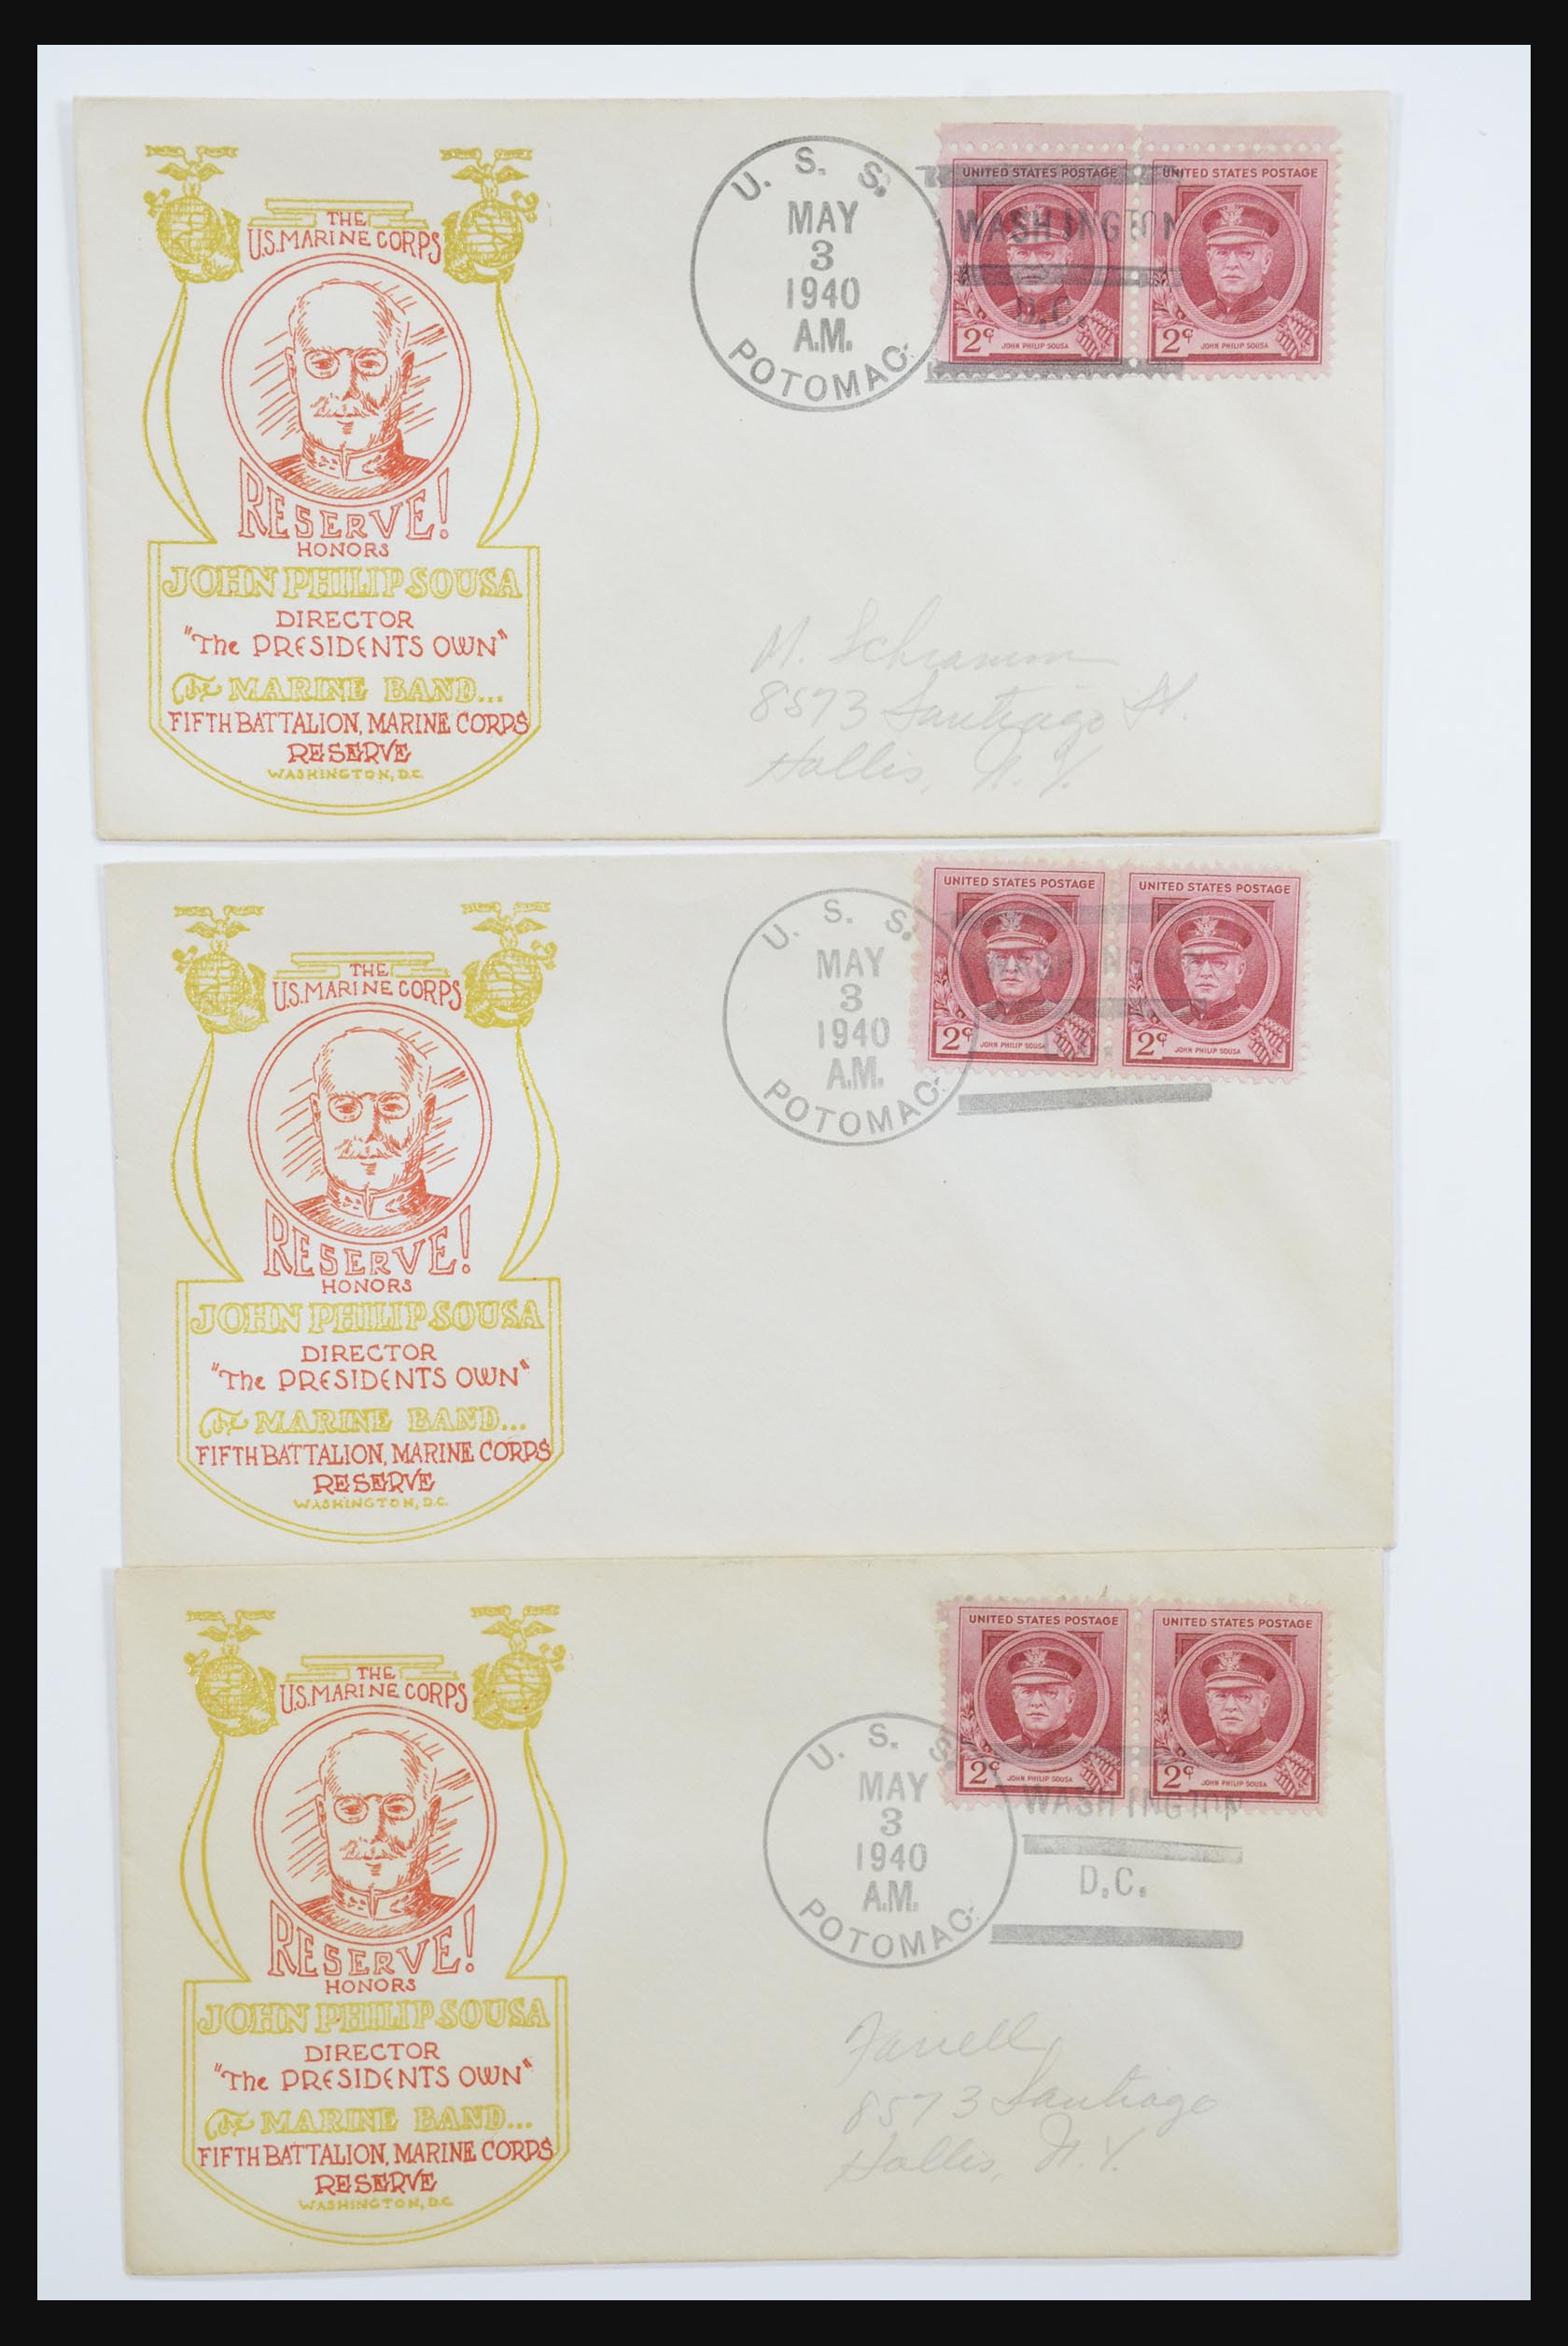 THE
U.S. MARINE CORPS
RESERVE!
HONORS
JOHN PHILIP SOUSA
DIRECTOR
"The PRESIDENTS OWN"
The MARINE BAND...
FIFTH BATTALION, MARINE CORPS
RESERVE
WASHINGTON, D.C.
U. S. S.
MAY
3
1940
A.M.
POTOMAC.
WASHINGTON
D.C.
UNITED STATES POSTAGE
2¢ JOHN PHILIP SOUSA
UNITED STATES POSTAGE
2¢ JOHN PHILIP SOUSA
M. Schramm
8573 Santiago St.
Hollis, N.Y.
THE
U.S. MARINE CORPS
RESERVE!
HONORS
JOHN PHILIP SOUSA
DIRECTOR
"The PRESIDENTS OWN"
The MARINE BAND...
FIFTH BATTALION, MARINE CORPS
RESERVE
WASHINGTON, D.C.
U. S. S.
MAY
3
1940
A.M.
POTOMAC.
UNITED STATES POSTAGE
2¢ JOHN PHILIP SOUSA
UNITED STATES POSTAGE
2¢ JOHN PHILIP SOUSA
THE
U.S. MARINE CORPS
RESERVE!
HONORS
JOHN PHILIP SOUSA
DIRECTOR
"The PRESIDENTS OWN"
The MARINE BAND...
FIFTH BATTALION, MARINE CORPS
RESERVE
WASHINGTON, D.C.
U. S. S.
MAY
3
1940
A.M.
POTOMAC.
WASHINGTON
D.C.
UNITED STATES POSTAGE
2¢ JOHN PHILIP SOUSA
UNITED STATES POSTAGE
2¢ JOHN PHILIP SOUSA
Farrell
8573 Santiago
Hollis, N.Y.